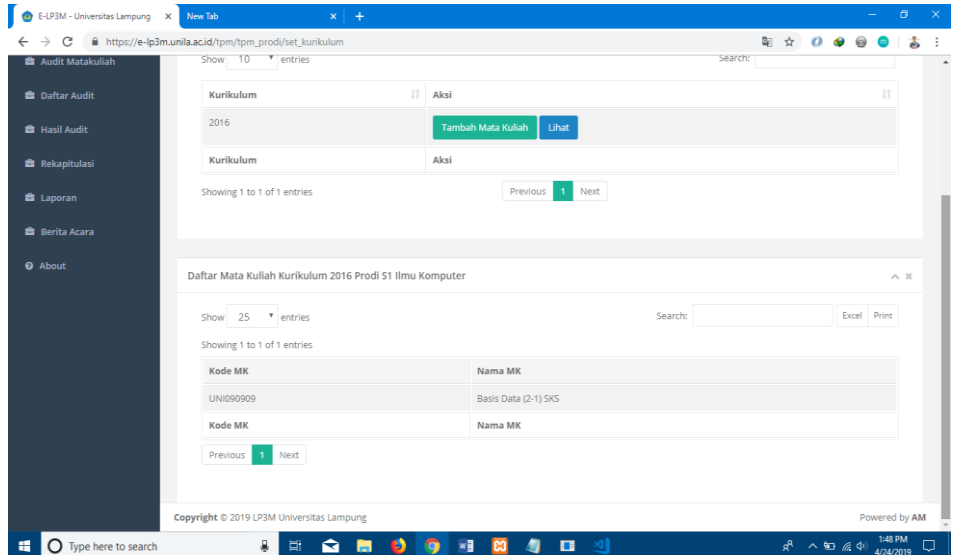 E-LP3M - Universitas Lampung
New Tab
https://e-lp3m.unila.ac.id/tpm/tpm_prodi/set_kurikulum
Audit Matakuliah
Daftar Audit
Hasil Audit
Rekapitulasi
Laporan
Berita Acara
About
Show 10 entries Search:
Kurikulum Aksi
2016 Tambah Mata Kuliah Lihat
Kurikulum Aksi
Showing 1 to 1 of 1 entries Previous 1 Next
Daftar Mata Kuliah Kurikulum 2016 Prodi S1 Ilmu Komputer
Show 25 entries Search: Excel Print
Showing 1 to 1 of 1 entries
Kode MK Nama MK
UNI090909 Basis Data (2-1) SKS
Kode MK Nama MK
Previous 1 Next
Copyright © 2019 LP3M Universitas Lampung Powered by AM
Type here to search
1:48 PM
4/24/2019